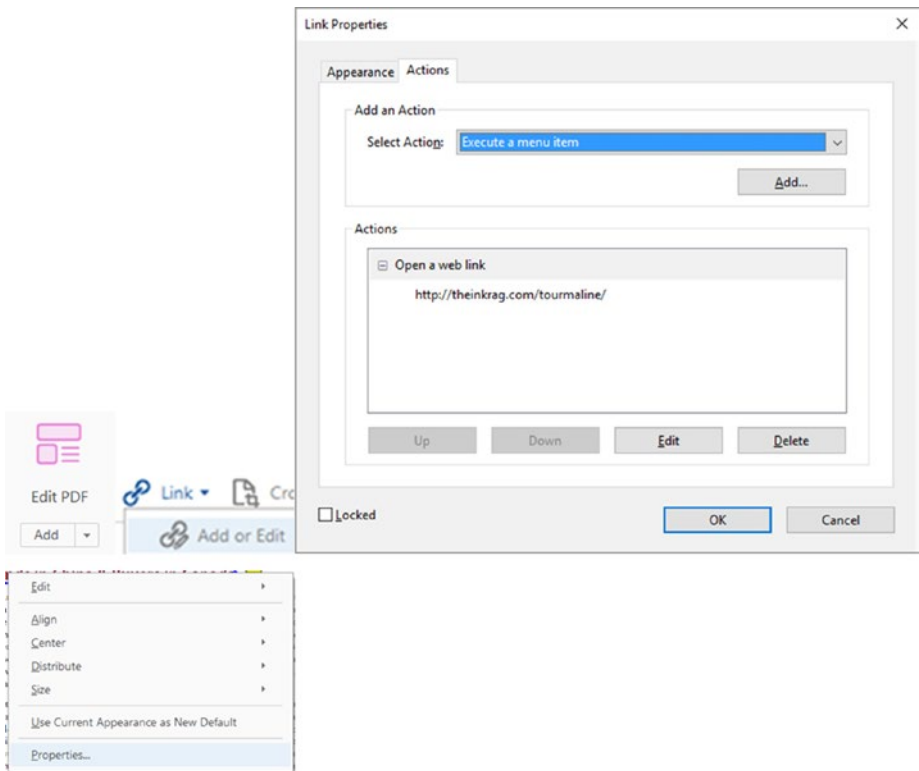 Link Properties
Appearance Actions
Add an Action
Select Action: Execute a menu item
Add...
Actions
Open a web link
http://theinkrag.com/tourmaline/
Up Down Edit Delete
Locked
OK Cancel
Edit PDF
Add
Link
Add or Edit
Edit
Align
Center
Distribute
Size
Use Current Appearance as New Default
Properties...